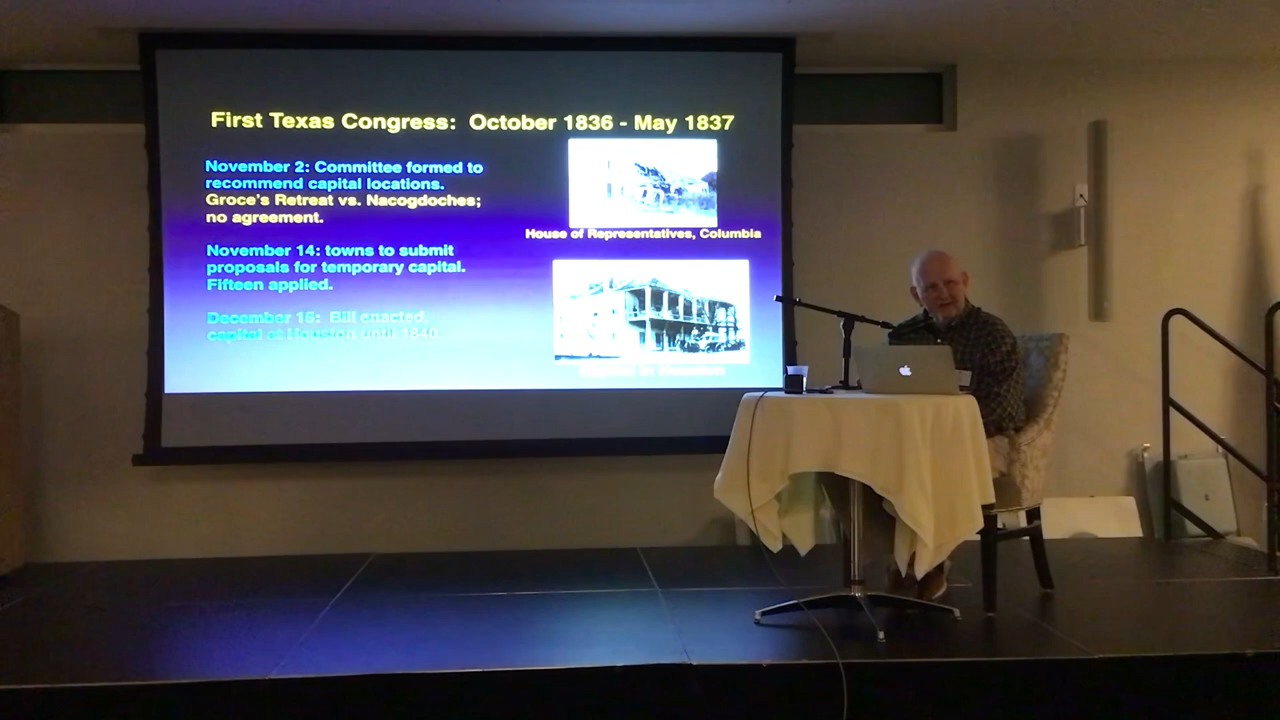 First Texas Congress: October 1836 - May 1837
November 2: Committee formed to
recommend capital locations.
Groce's Retreat vs. Nacogdoches;
no agreement.
November 14: towns to submit
proposals for temporary capital.
Fifteen applied.
December 15: Bill enacted,
capital at Houston until 1840.
House of Representatives, Columbia
Houston